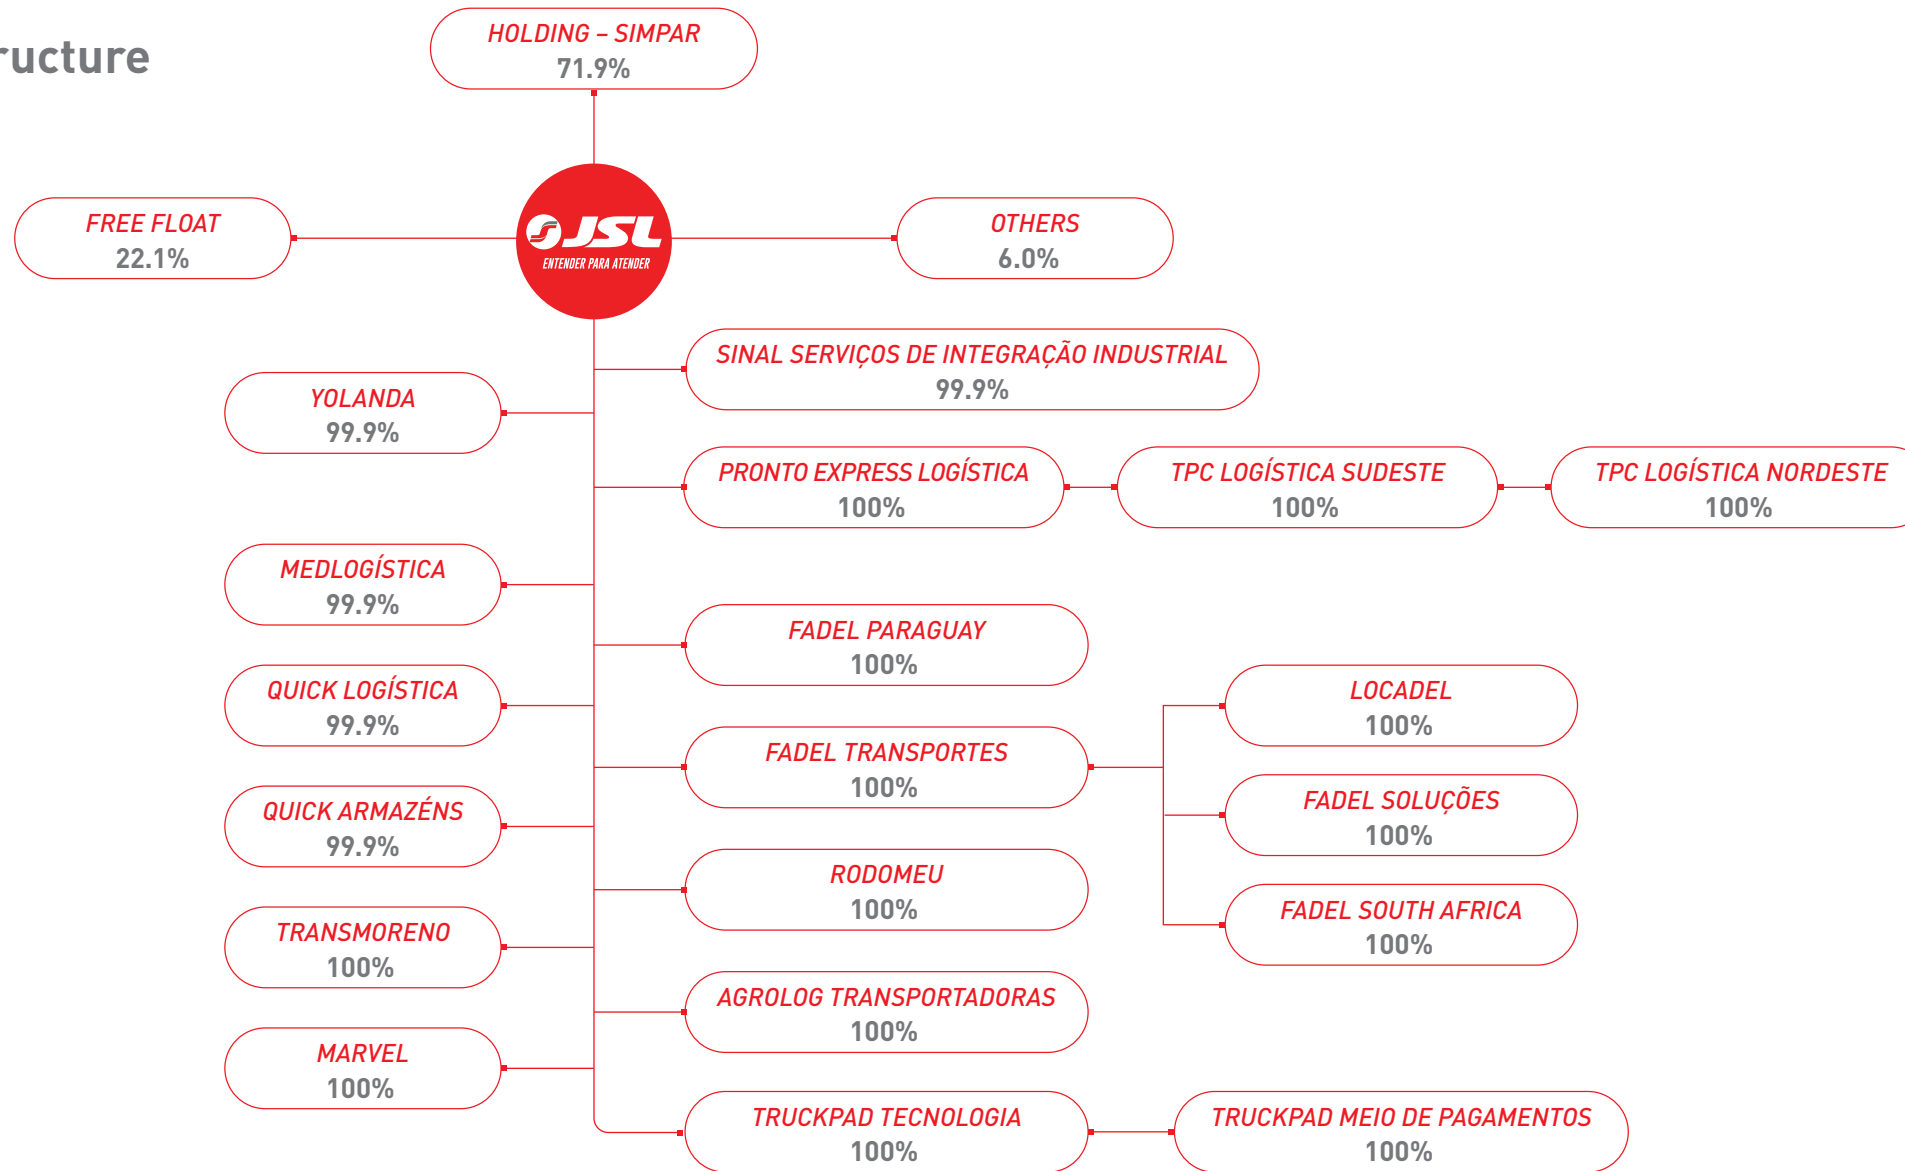 ructure
HOLDING – SIMPAR
71.9%
FREE FLOAT
22.1%
JSL
ENTENDER PARA ATENDER
OTHERS
6.0%
SINAL SERVIÇOS DE INTEGRAÇÃO INDUSTRIAL
99.9%
YOLANDA
99.9%
PRONTO EXPRESS LOGÍSTICA
100%
TPC LOGÍSTICA SUDESTE
100%
TPC LOGÍSTICA NORDESTE
100%
MEDLOGÍSTICA
99.9%
FADEL PARAGUAY
100%
QUICK LOGÍSTICA
99.9%
LOCADEL
100%
FADEL TRANSPORTES
100%
FADEL SOLUÇÕES
100%
QUICK ARMAZÉNS
99.9%
RODOMEU
100%
FADEL SOUTH AFRICA
100%
TRANSMORENO
100%
AGROLOG TRANSPORTADORAS
100%
MARVEL
100%
TRUCKPAD TECNOLOGIA
100%
TRUCKPAD MEIO DE PAGAMENTOS
100%